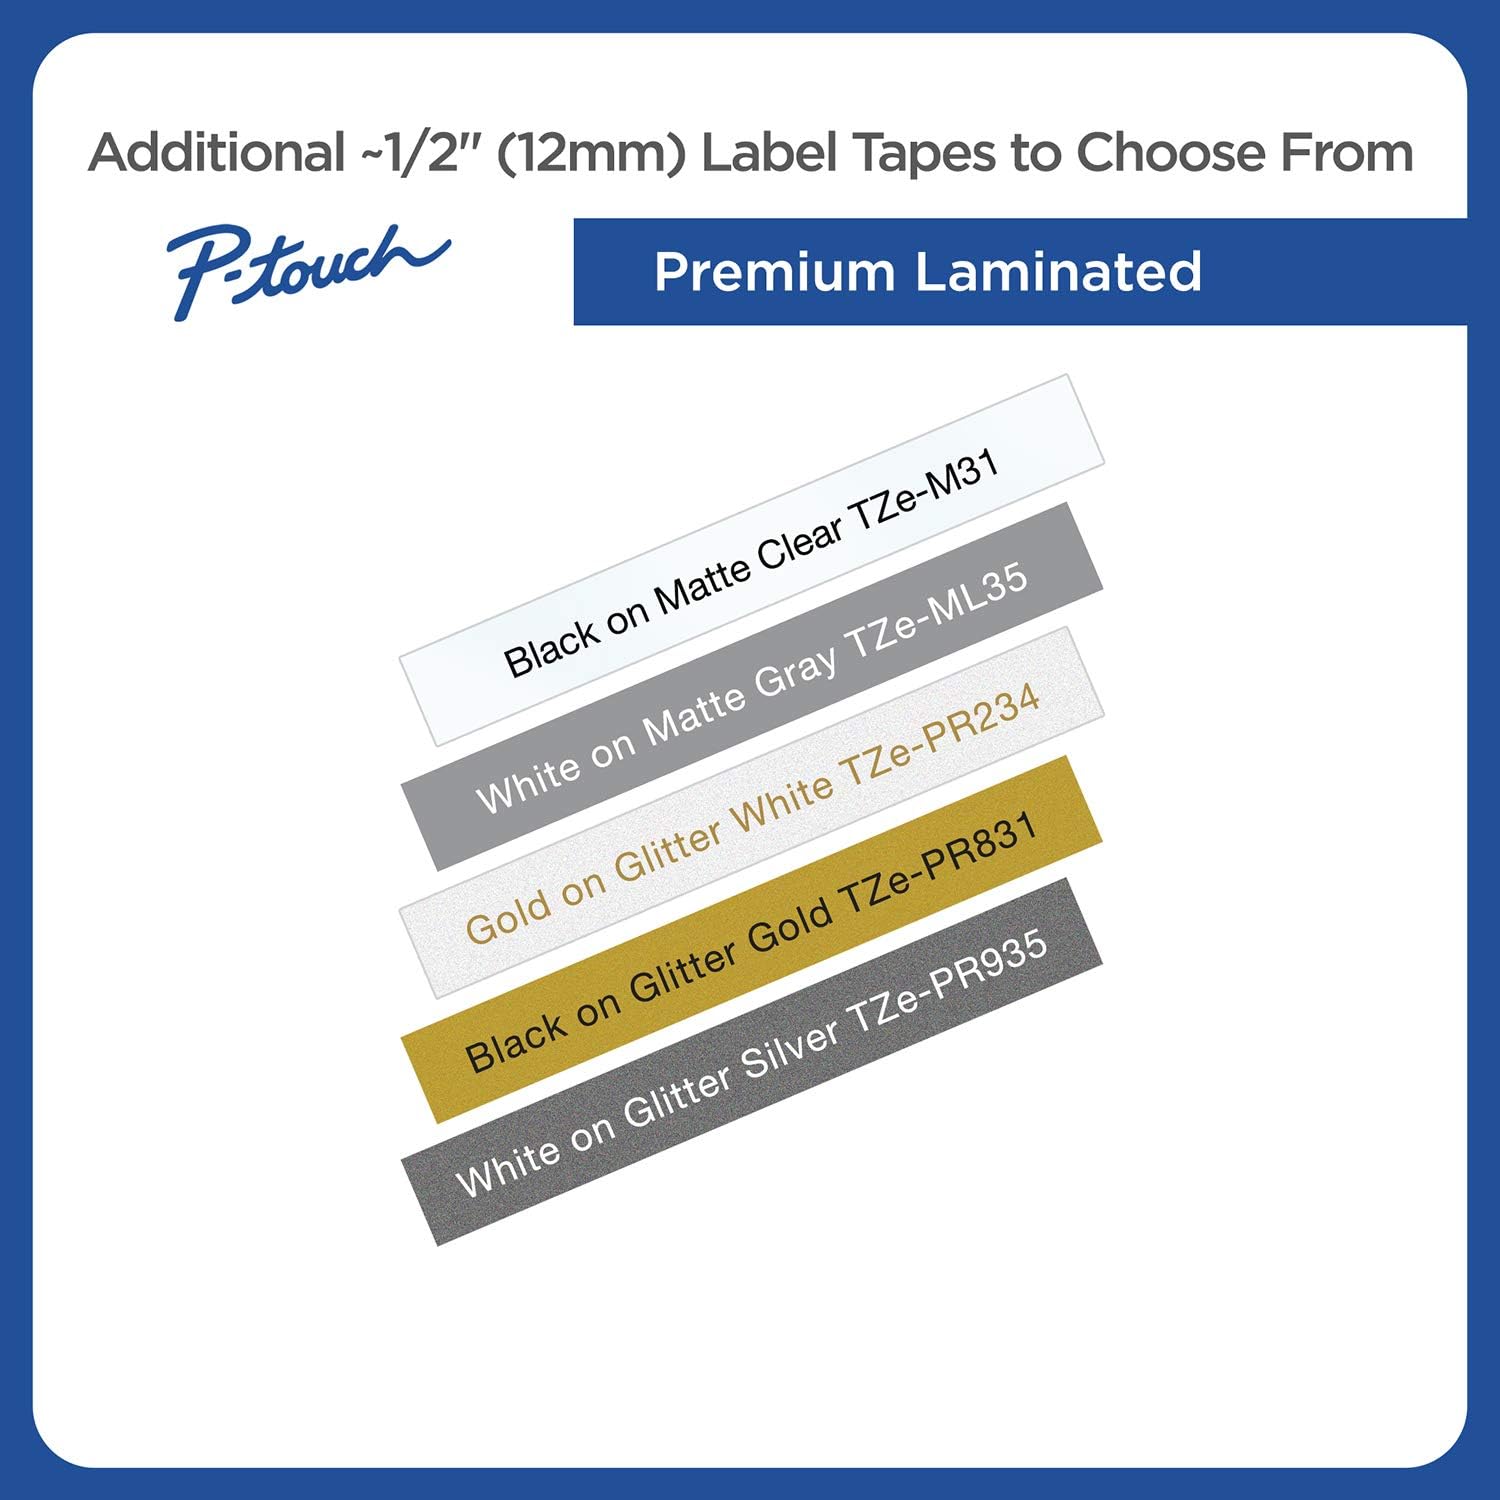 Additional ~1/2" (12mm) Label Tapes to Choose From
P-touch
Premium Laminated
Black on Matte Clear TZe-M31
White on Matte Gray TZe-ML35
Gold on Glitter White TZe-PR234
Black on Glitter Gold TZe-PR831
White on Glitter Silver TZe-PR935